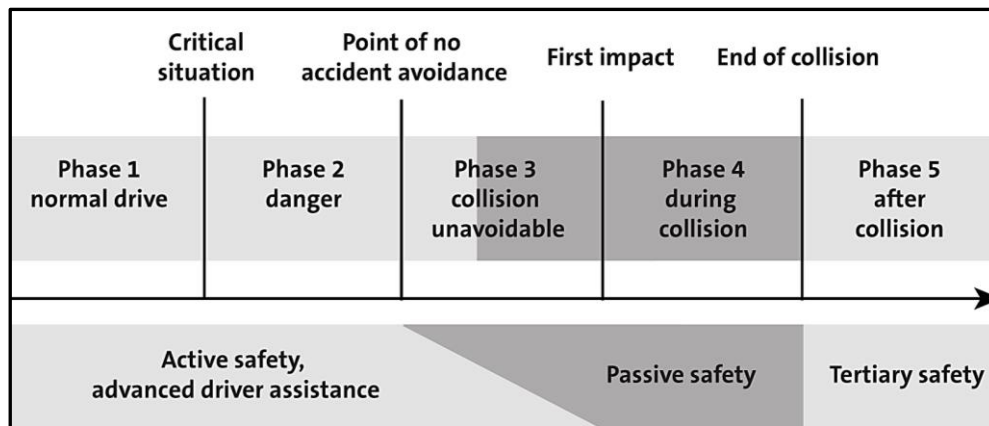 Critical
situation
Point of no
accident avoidance
First impact
End of collision
Phase 1
normal drive
Phase 2
danger
Phase 3
collision
unavoidable
Phase 4
during
collision
Phase 5
after
collision
Active safety,
advanced driver assistance
Passive safety
Tertiary safety